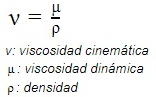 ν = μ/ρ
ν: viscosidad cinemática
μ: viscosidad dinámica
ρ: densidad